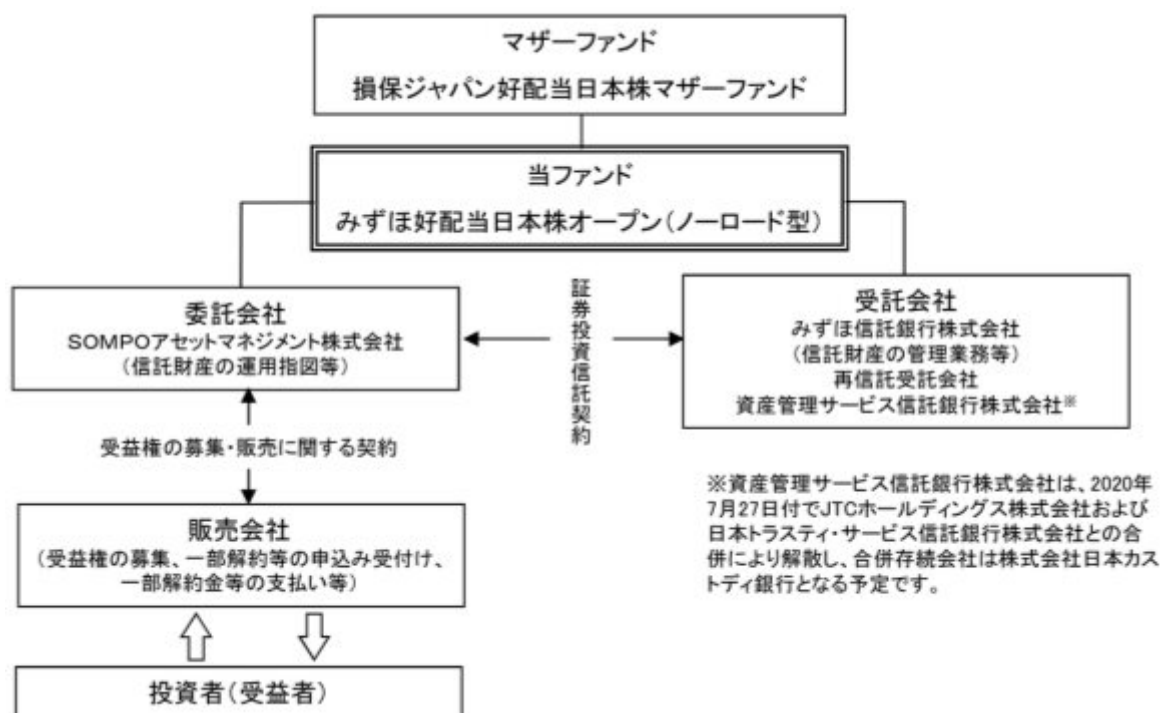 マザーファンド
損保ジャパン好配当日本株マザーファンド
当ファンド
みずほ好配当日本株オープン(ノーロード型)
委託会社
SOMPOアセットマネジメント株式会社
(信託財産の運用指図等)
証券投資信託契約
受託会社
みずほ信託銀行株式会社
(信託財産の管理業務等)
再信託受託会社
資産管理サービス信託銀行株式会社※
受益権の募集・販売に関する契約
販売会社
(受益権の募集、一部解約等の申込み受付け、
一部解約金等の支払い等)
投資者(受益者)
※資産管理サービス信託銀行株式会社は、2020年
7月27日付でJTCホールディングス株式会社および
日本トラスティ・サービス信託銀行株式会社との合
併により解散し、合併存続会社は株式会社日本カス
トディ銀行となる予定です。